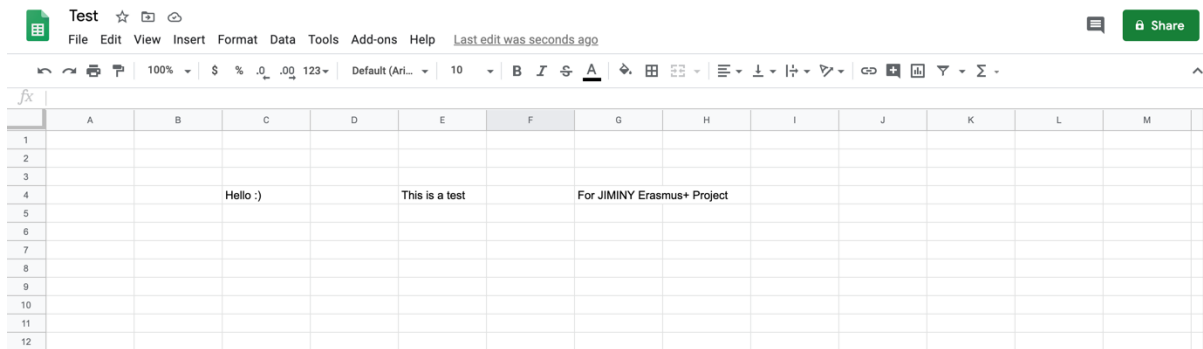 Test
File Edit View Insert Format Data Tools Add-ons Help Last edit was seconds ago
Share
100% $ % .0 .00 123 Default (Ari... 10 B I S A Σ
fx
A B C D E F G H I J K L M
1
2
3
4 Hello :) This is a test For JIMINY Erasmus+ Project
5
6
7
8
9
10
11
12